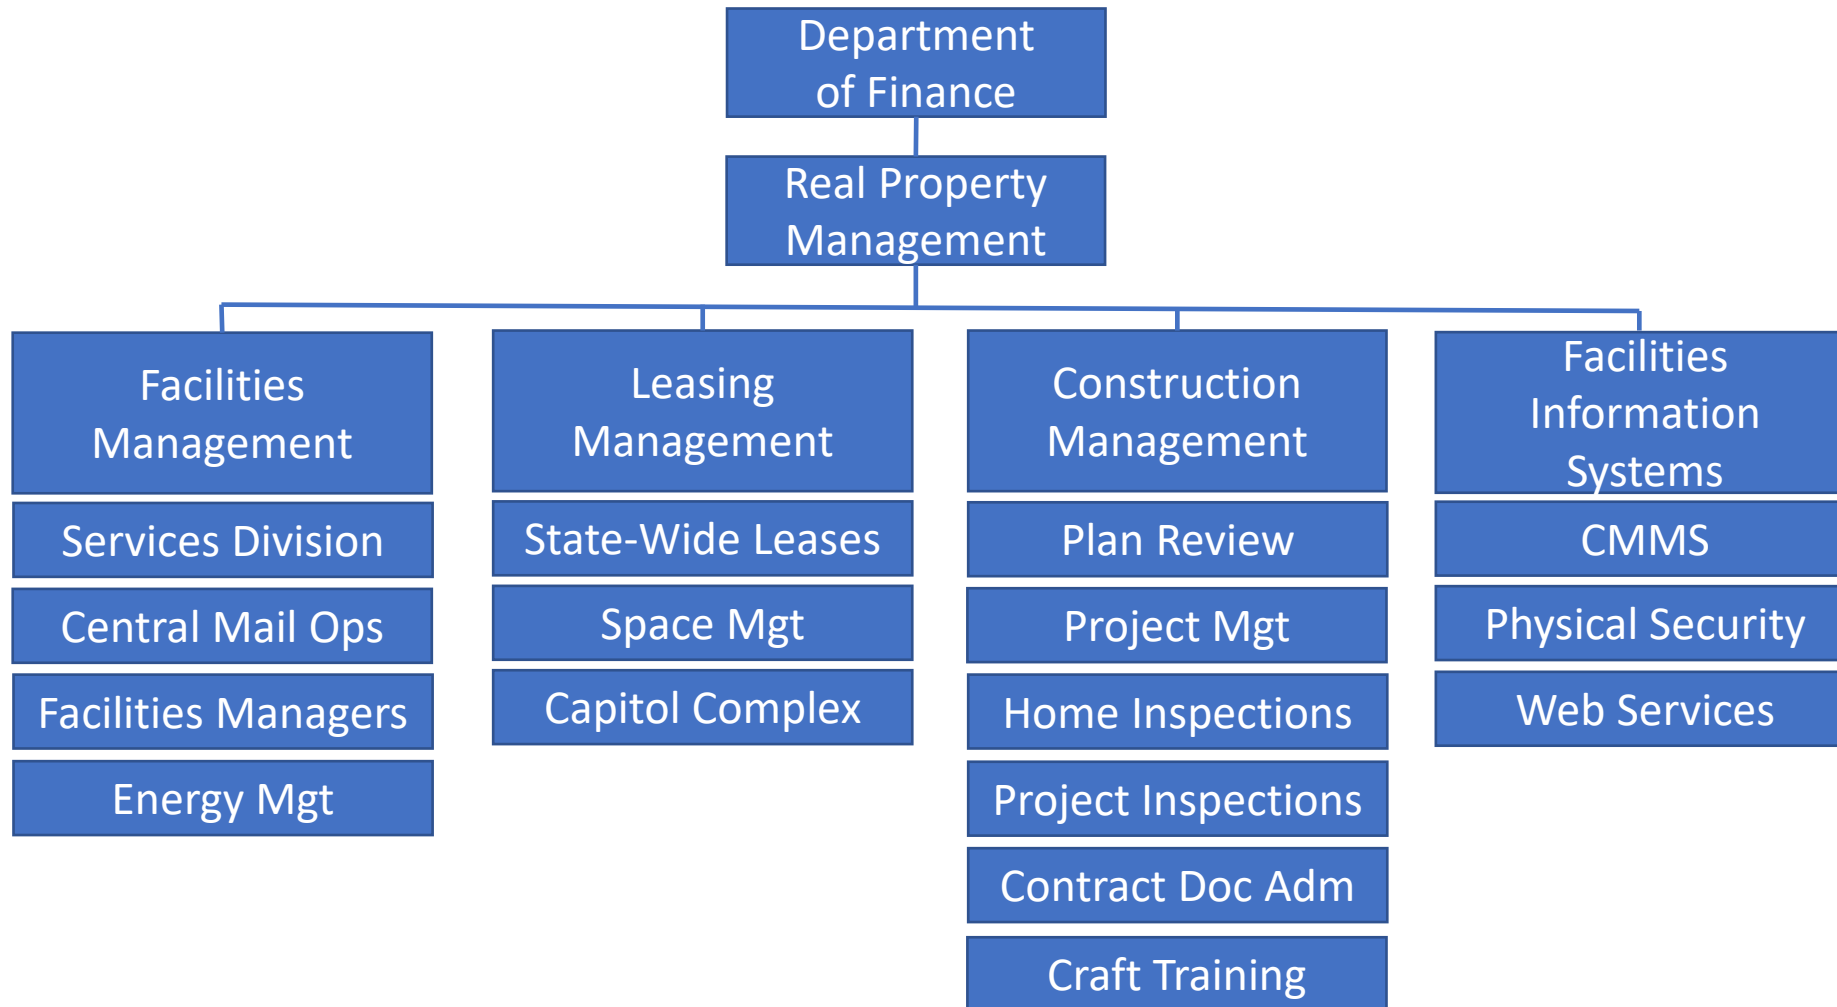 Department
of Finance
Real Property
Management
Facilities
Management
Services Division
Central Mail Ops
Facilities Managers
Energy Mgt
Leasing
Management
State-Wide Leases
Space Mgt
Capitol Complex
Construction
Management
Plan Review
Project Mgt
Home Inspections
Project Inspections
Contract Doc Adm
Craft Training
Facilities
Information
Systems
CMMS
Physical Security
Web Services